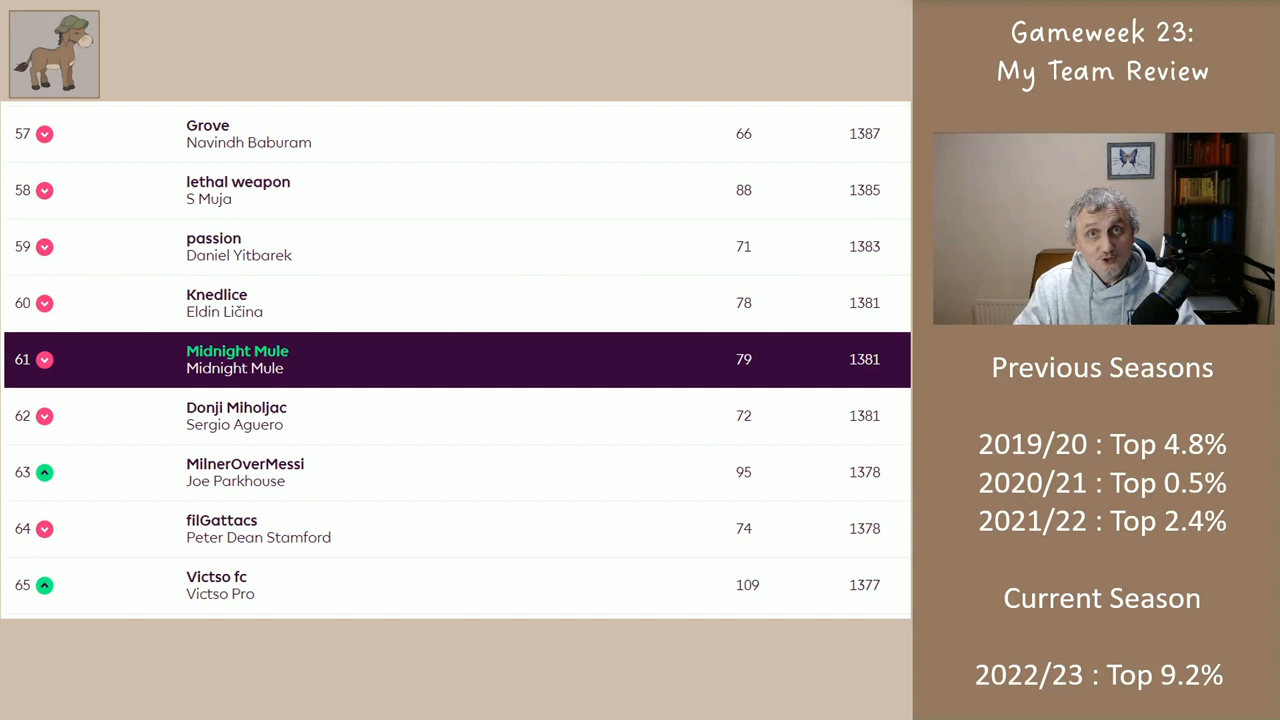 Gameweek 23:
My Team Review
57 Grove 66 1387
Navindh Baburam
58 lethal weapon 88 1385
S Muja
59 passion 71 1383
Daniel Yitbarek
60 Knedlice 78 1381
Eldin Ličina
61 Midnight Mule 79 1381
Midnight Mule
62 Donji Miholjac 72 1381
Sergio Aguero
63 MilnerOverMessi 95 1378
Joe Parkhouse
64 filGattacs 74 1378
Peter Dean Stamford
65 Victso fc 109 1377
Victso Pro
Previous Seasons
2019/20 : Top 4.8%
2020/21 : Top 0.5%
2021/22 : Top 2.4%
Current Season
2022/23 : Top 9.2%